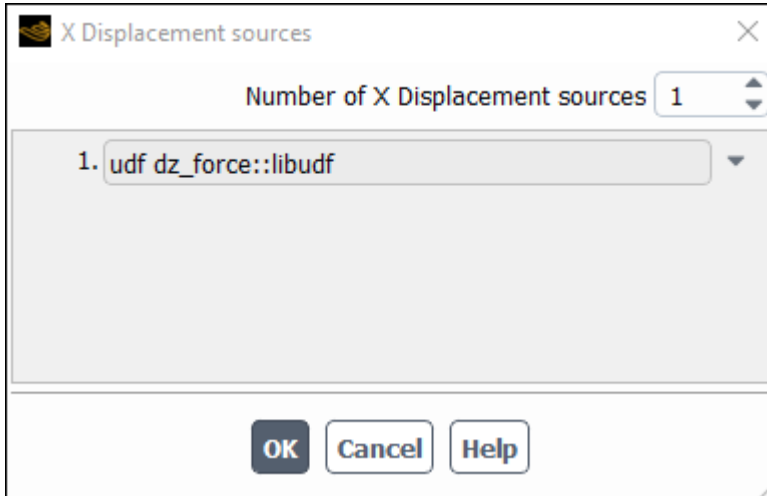 X Displacement sources
Number of X Displacement sources 1
1. udf dz_force::libudf
OK Cancel Help